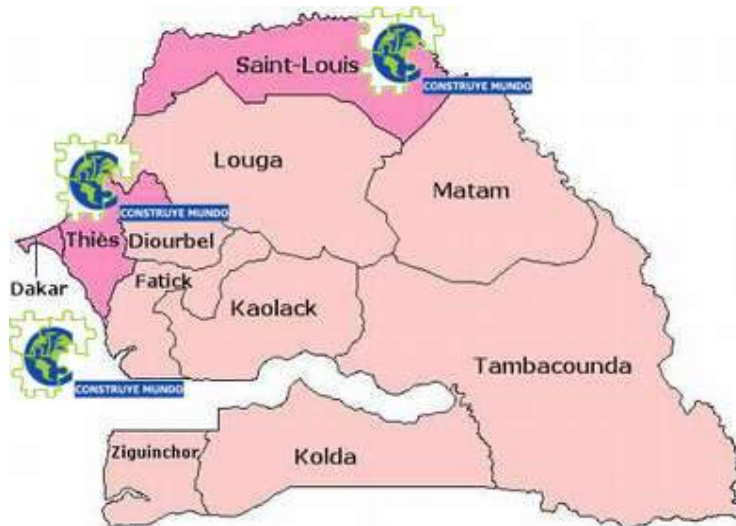 Saint-Louis
CONSTRUYE MUNDO
Louga
Matam
CONSTRUYE MUNDO
Thiès
Diourbel
Dakar
Fatick
Kaolack
Tambacounda
CONSTRUYE MUNDO
Ziguinchor
Kolda